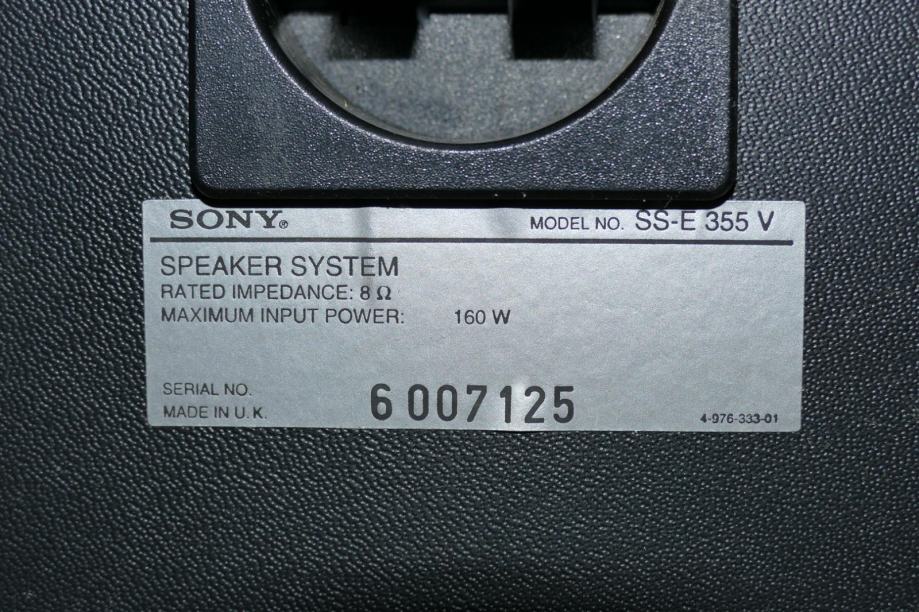 SONY®
MODEL NO. SS-E 355 V
SPEAKER SYSTEM
RATED IMPEDANCE: 8 Ω
MAXIMUM INPUT POWER: 160 W
SERIAL NO. 6 007125
MADE IN U.K.
4-976-333-01